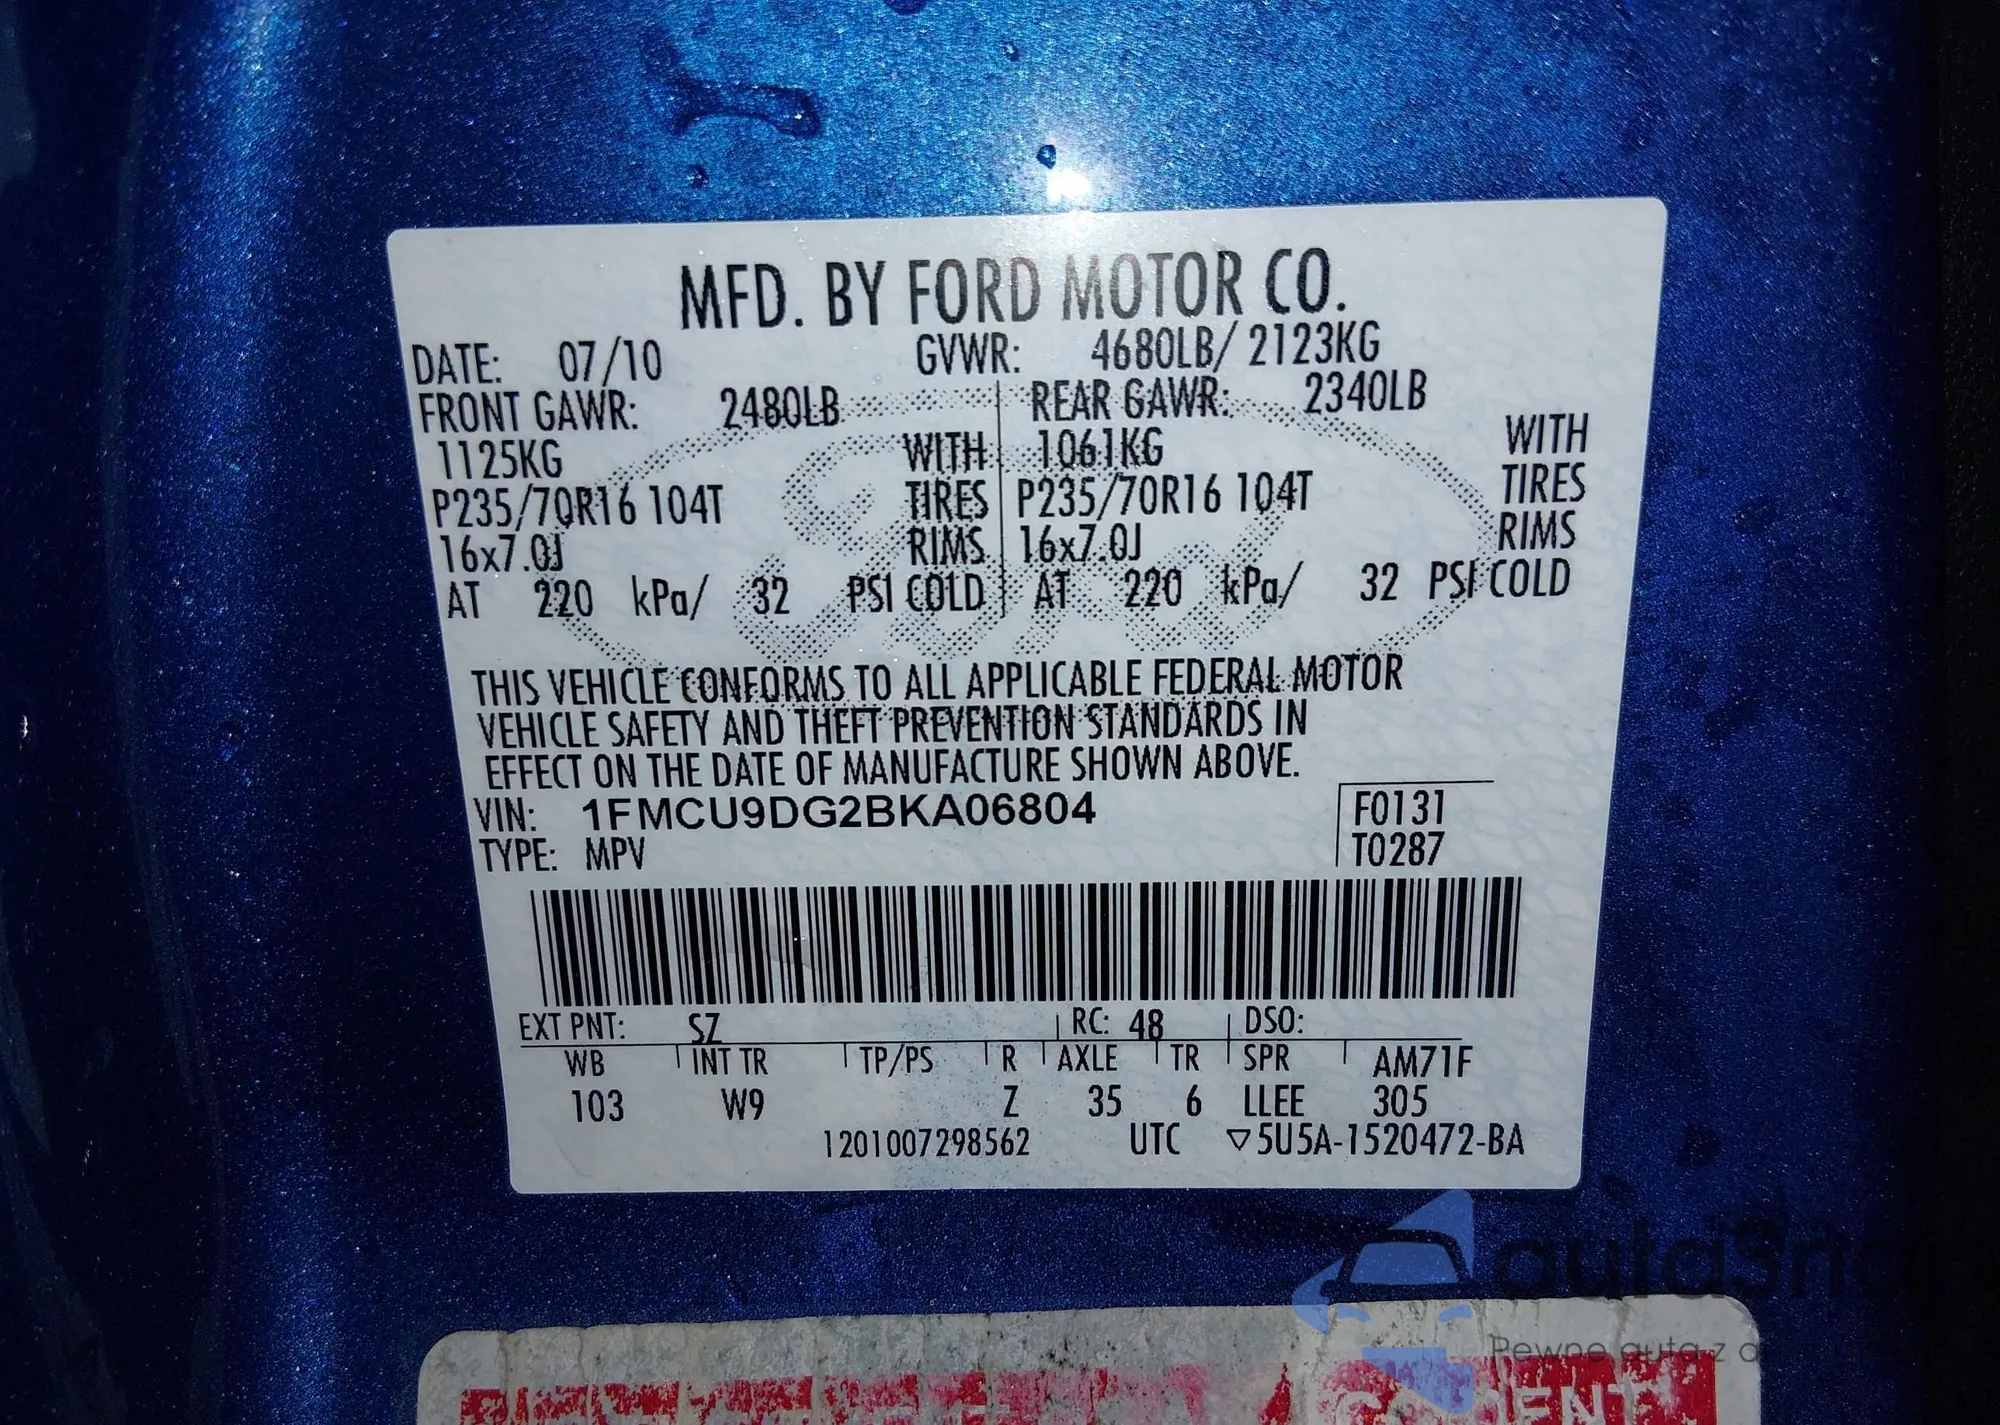 MFD. BY FORD MOTOR CO.
DATE: 07/10 GVWR: 4680LB/ 2123KG
FRONT GAWR: 2480LB REAR GAWR: 2340LB
1125KG WITH 1061KG WITH
P235/70R16 104T TIRES P235/70R16 104T TIRES
16x7.0J RIMS 16x7.0J RIMS
AT 220 kPa/ 32 PSI COLD AT 220 kPa/ 32 PSI COLD
THIS VEHICLE CONFORMS TO ALL APPLICABLE FEDERAL MOTOR
VEHICLE SAFETY AND THEFT PREVENTION STANDARDS IN
EFFECT ON THE DATE OF MANUFACTURE SHOWN ABOVE.
VIN: 1FMCU9DG2BKA06804 F0131
TYPE: MPV T0287
EXT PNT: SZ RC: 48 DSO:
WB INT TR TP/PS R AXLE TR SPR AM71F
103 W9 Z 35 6 LLEE 305
1201007298562 UTC ▽5U5A-1520472-BA
Pewne auta z